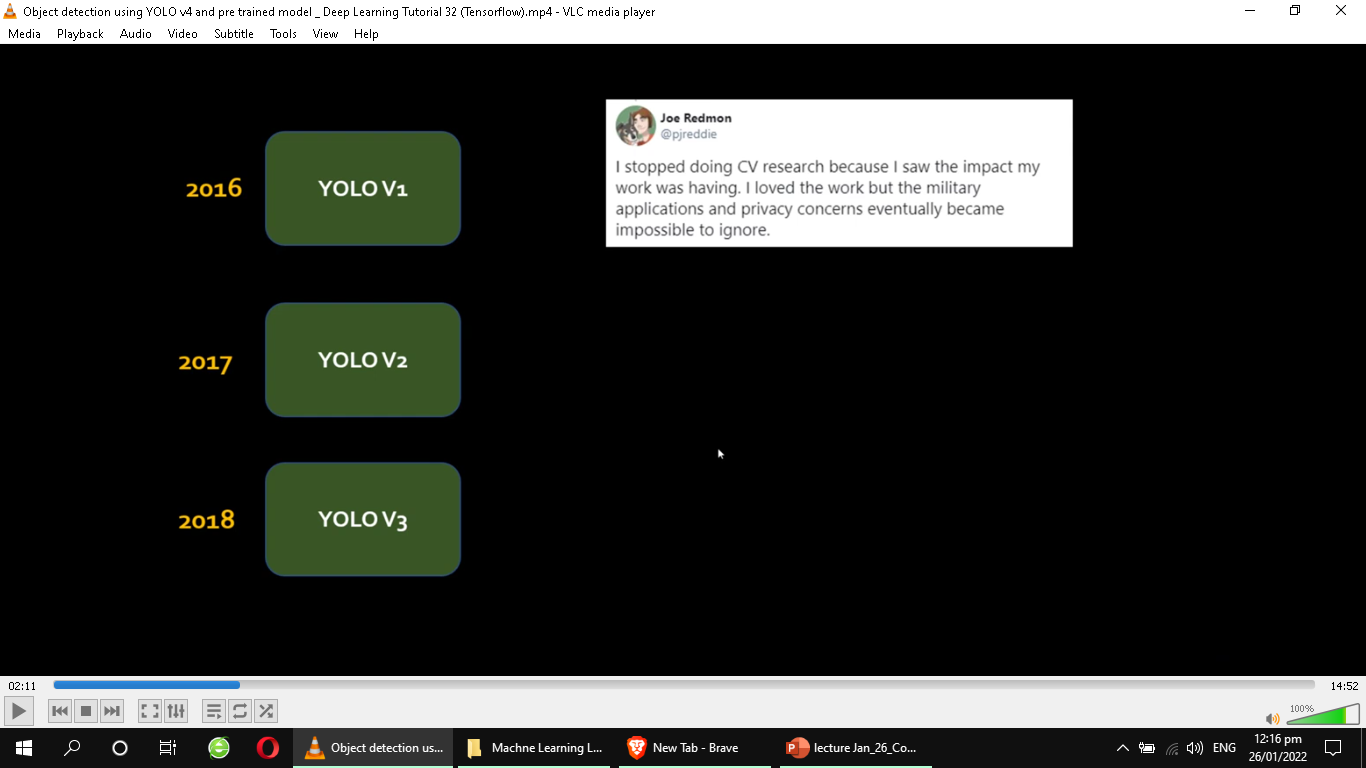 Object detection using YOLO v4 and pre trained model _ Deep Learning Tutorial 32 (Tensorflow).mp4 - VLC media player
Media Playback Audio Video Subtitle Tools View Help
Joe Redmon
@pjreddie
I stopped doing CV research because I saw the impact my
work was having. I loved the work but the military
applications and privacy concerns eventually became
impossible to ignore.
2016 YOLO V1
2017 YOLO V2
2018 YOLO V3
02:11 14:52
100%
Object detection us... Machne Learning L... New Tab - Brave lecture Jan_26_Co... ENG 12:16 pm
26/01/2022